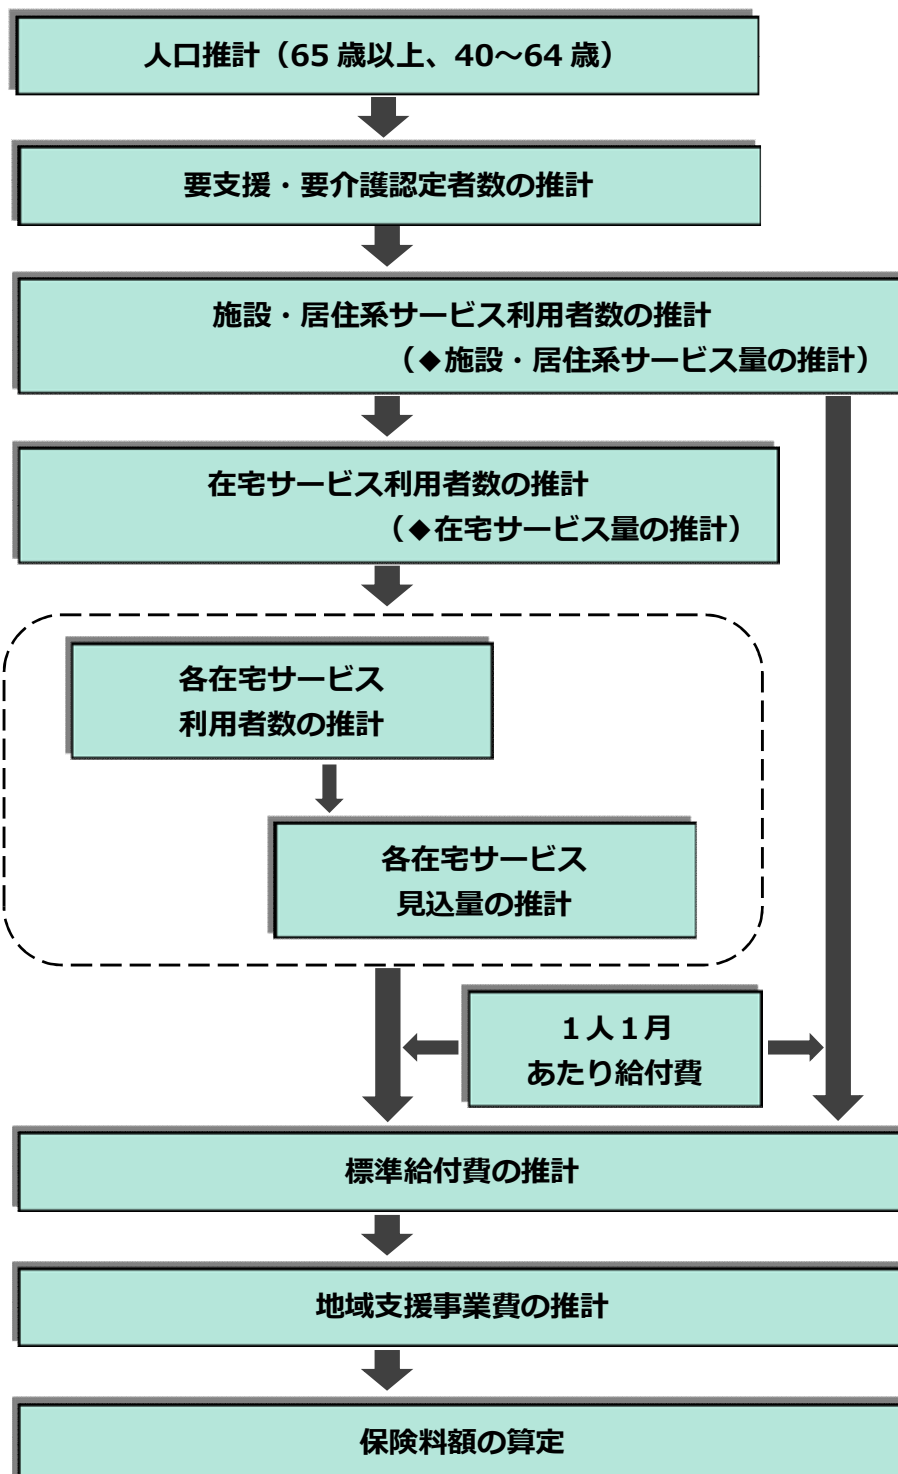 人口推計（65 歳以上、40～64 歳）
要支援・要介護認定者数の推計
施設・居住系サービス利用者数の推計
（◆施設・居住系サービス量の推計）
在宅サービス利用者数の推計
（◆在宅サービス量の推計）
各在宅サービス
利用者数の推計
各在宅サービス
見込量の推計
１人１月
あたり給付費
標準給付費の推計
地域支援事業費の推計
保険料額の算定